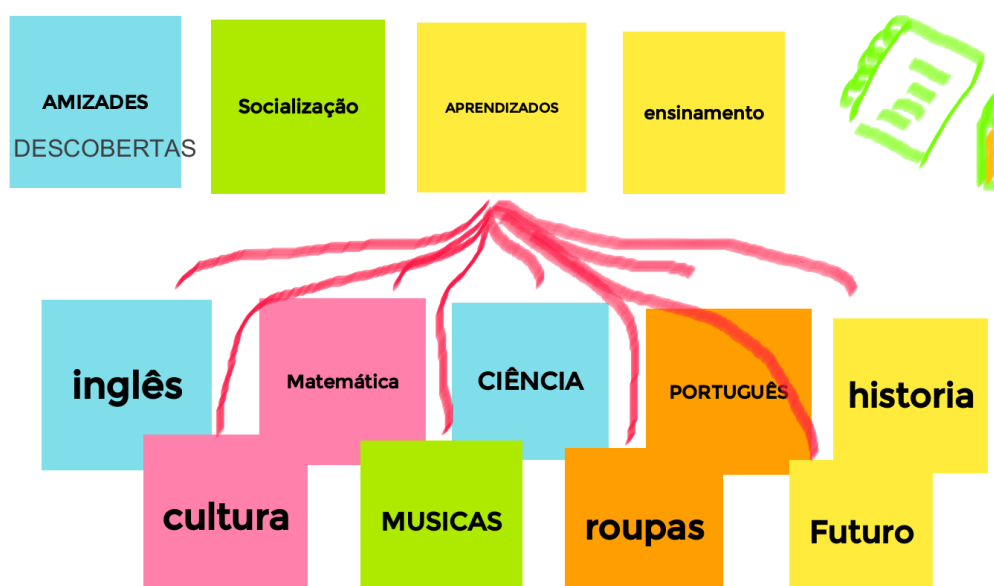 AMIZADES
DESCOBERTAS
Socialização
APRENDIZADOS
ensinamento
inglês
Matemática
CIÊNCIA
PORTUGUÊS
historia
cultura
MUSICAS
roupas
Futuro